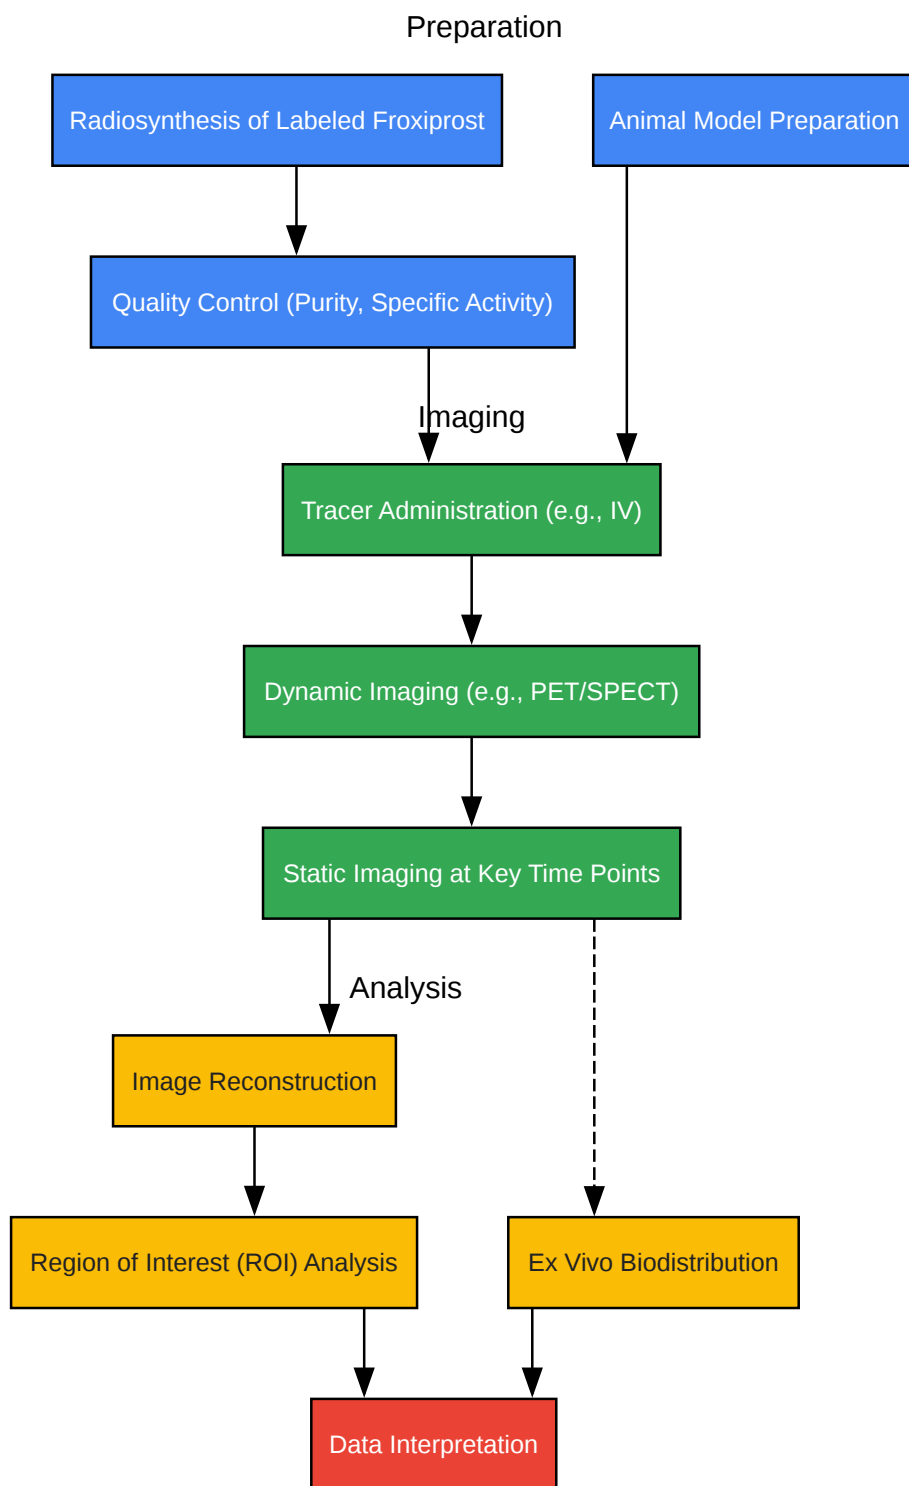 Preparation
Radiosynthesis of Labeled Froxiprost
Animal Model Preparation
Quality Control (Purity, Specific Activity)
Imaging
Tracer Administration (e.g., IV)
Dynamic Imaging (e.g., PET/SPECT)
Static Imaging at Key Time Points
Analysis
Image Reconstruction
Region of Interest (ROI) Analysis
Ex Vivo Biodistribution
Data Interpretation